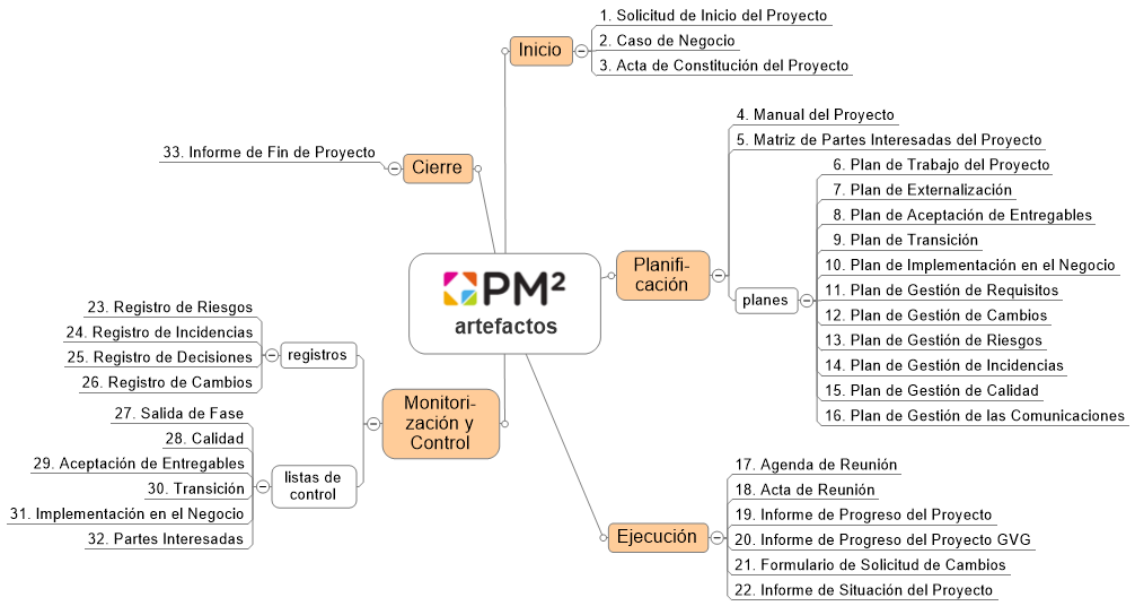 PM²
artefactos
Inicio
1. Solicitud de Inicio del Proyecto
2. Caso de Negocio
3. Acta de Constitución del Proyecto
Planifi-
cación
4. Manual del Proyecto
5. Matriz de Partes Interesadas del Proyecto
planes
6. Plan de Trabajo del Proyecto
7. Plan de Externalización
8. Plan de Aceptación de Entregables
9. Plan de Transición
10. Plan de Implementación en el Negocio
11. Plan de Gestión de Requisitos
12. Plan de Gestión de Cambios
13. Plan de Gestión de Riesgos
14. Plan de Gestión de Incidencias
15. Plan de Gestión de Calidad
16. Plan de Gestión de las Comunicaciones
Ejecución
17. Agenda de Reunión
18. Acta de Reunión
19. Informe de Progreso del Proyecto
20. Informe de Progreso del Proyecto GVG
21. Formulario de Solicitud de Cambios
22. Informe de Situación del Proyecto
Monitori-
zación y
Control
registros
23. Registro de Riesgos
24. Registro de Incidencias
25. Registro de Decisiones
26. Registro de Cambios
listas de
control
27. Salida de Fase
28. Calidad
29. Aceptación de Entregables
30. Transición
31. Implementación en el Negocio
32. Partes Interesadas
Cierre
33. Informe de Fin de Proyecto